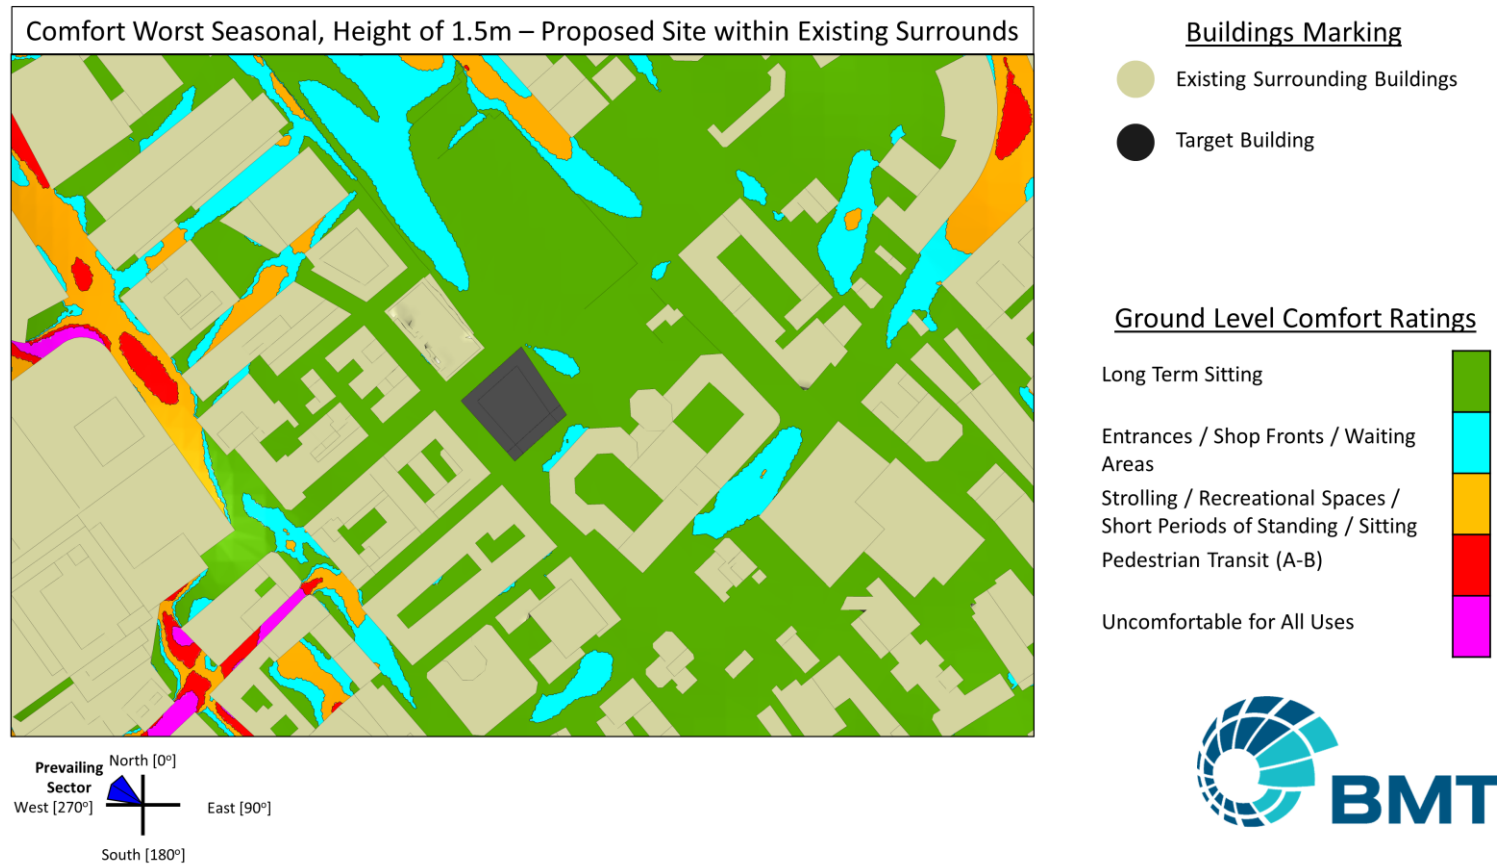 Comfort Worst Seasonal, Height of 1.5m – Proposed Site within Existing Surrounds
Buildings Marking
Existing Surrounding Buildings
Target Building
Ground Level Comfort Ratings
Long Term Sitting
Entrances / Shop Fronts / Waiting
Areas
Strolling / Recreational Spaces /
Short Periods of Standing / Sitting
Pedestrian Transit (A-B)
Uncomfortable for All Uses
North [0°]
Prevailing
Sector
West [270°]
East [90°]
South [180°]
BMT